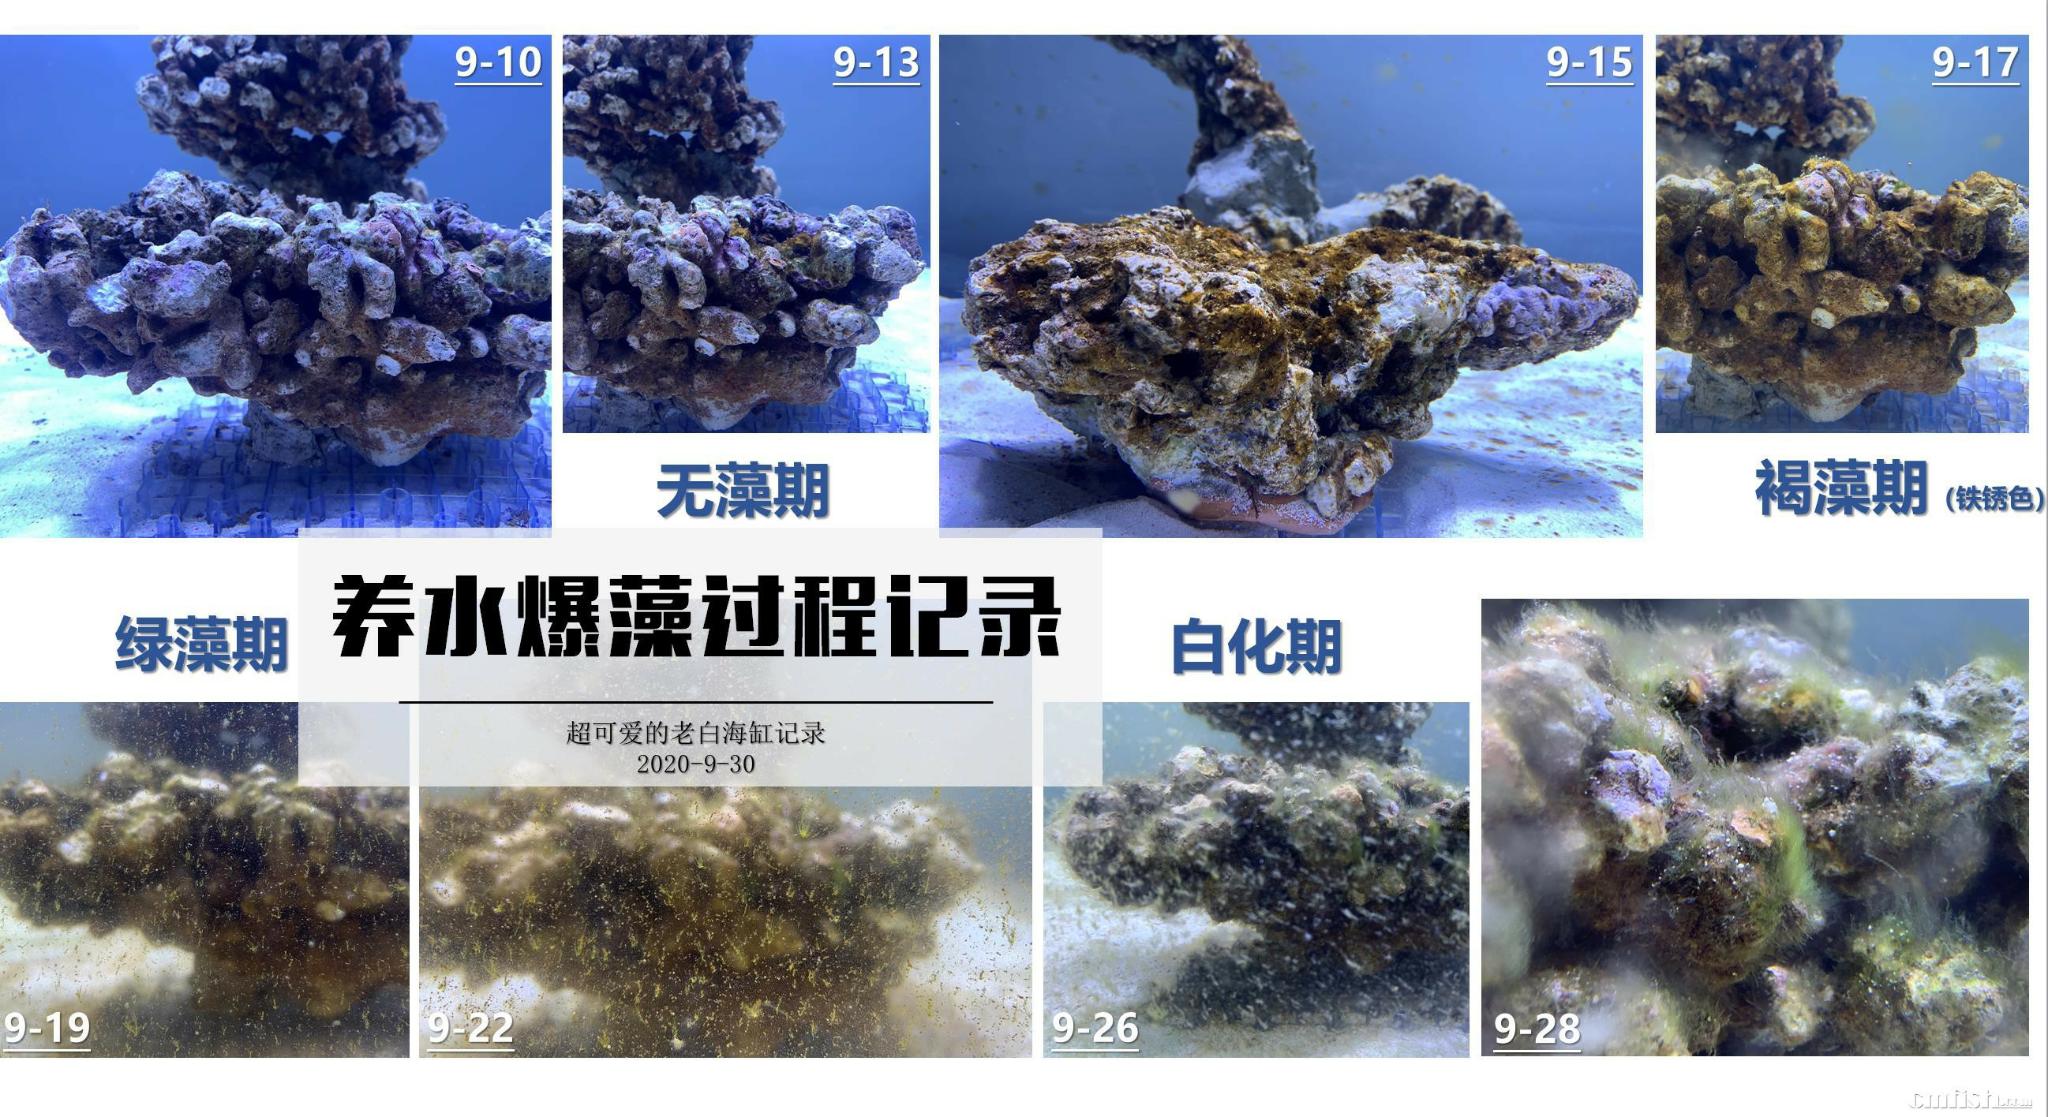 9-10
9-13
9-15
9-17
无藻期
褐藻期 (铁锈色)
养水爆藻过程记录
绿藻期
白化期
超可爱的老白海缸记录
2020-9-30
9-19
9-22
9-26
9-28
cmfish.com